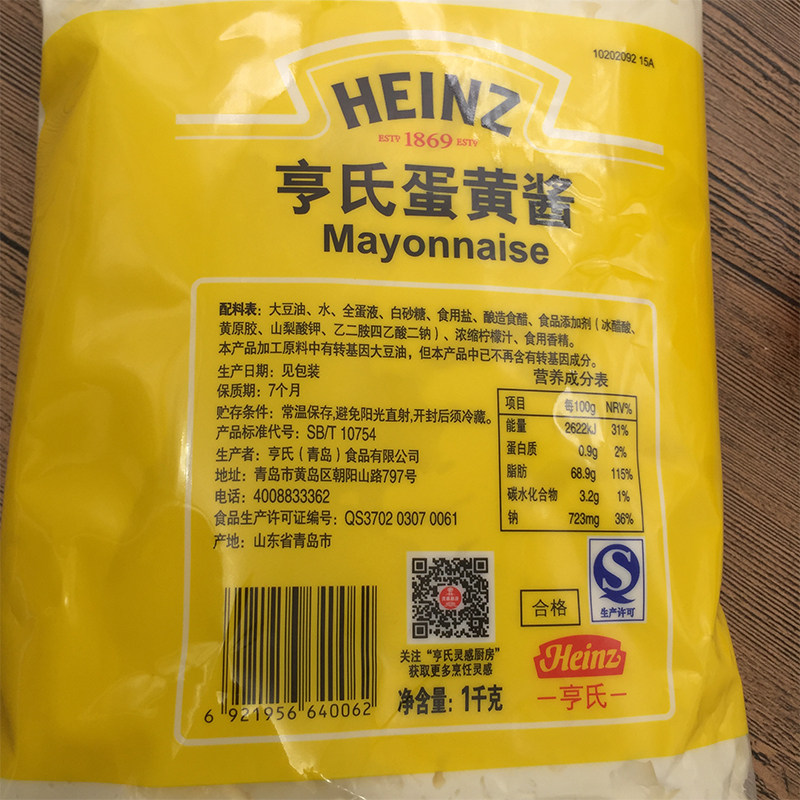 10202092 15A
HEINZ
ESTD 1869 ESTD
亨氏蛋黄酱
Mayonnaise
配料表：大豆油、水、全蛋液、白砂糖、食用盐、酿造食醋、食品添加剂（冰醋酸、
黄原胶、山梨酸钾、乙二胺四乙酸二钠）、浓缩柠檬汁、食用香精。
本产品加工原料中有转基因大豆油，但本产品中已不再含有转基因成分。
生产日期：见包装
保质期：7个月
贮存条件：常温保存,避免阳光直射,开封后须冷藏。
产品标准代号：SB/T 10754
生产者：亨氏（青岛）食品有限公司
地址：青岛市黄岛区朝阳山路797号
电话：4008833362
食品生产许可证编号：QS3702 0307 0061
产地：山东省青岛市
营养成分表
项目 每100g NRV%
能量 2622kJ 31%
蛋白质 0.9g 2%
脂肪 68.9g 115%
碳水化合物 3.2g 1%
钠 723mg 36%
6 921956 640062
关注“亨氏灵感厨房”
获取更多烹饪灵感
净含量：1千克
合格
生产许可
Heinz
亨氏